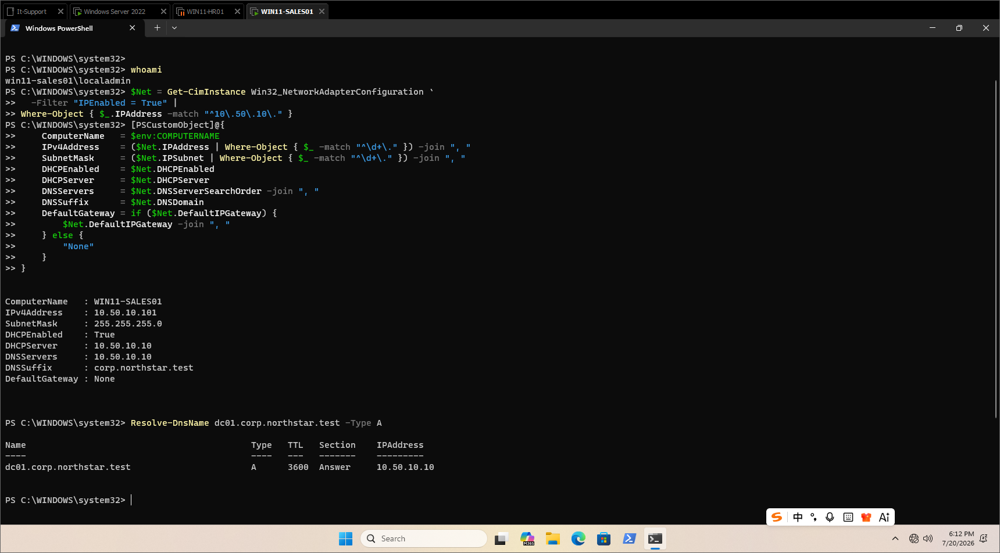 It-Support
Windows Server 2022
WIN11-HR01
WIN11-SALES01
Windows PowerShell
PS C:\WINDOWS\system32>
PS C:\WINDOWS\system32> whoami
win11-sales01\localadmin
PS C:\WINDOWS\system32> $Net = Get-CimInstance Win32_NetworkAdapterConfiguration `
>>   -Filter "IPEnabled = True" |
>> Where-Object { $_.IPAddress -match "^10\.50\.10\." }
PS C:\WINDOWS\system32> [PSCustomObject]@{
>>     ComputerName   = $env:COMPUTERNAME
>>     IPv4Address    = ($Net.IPAddress | Where-Object { $_ -match "^\d+\." }) -join ", "
>>     SubnetMask     = ($Net.IPSubnet | Where-Object { $_ -match "^\d+\." }) -join ", "
>>     DHCPEnabled    = $Net.DHCPEnabled
>>     DHCPServer     = $Net.DHCPServer
>>     DNSServers     = $Net.DNSServerSearchOrder -join ", "
>>     DNSSuffix      = $Net.DNSDomain
>>     DefaultGateway = if ($Net.DefaultIPGateway) {
>>         $Net.DefaultIPGateway -join ", "
>>     } else {
>>         "None"
>>     }
>> }
ComputerName   : WIN11-SALES01
IPv4Address    : 10.50.10.101
SubnetMask     : 255.255.255.0
DHCPEnabled    : True
DHCPServer     : 10.50.10.10
DNSServers     : 10.50.10.10
DNSSuffix      : corp.northstar.test
DefaultGateway : None
PS C:\WINDOWS\system32> Resolve-DnsName dc01.corp.northstar.test -Type A
Name                                           Type   TTL   Section    IPAddress
----                                           ----   ---   -------    ---------
dc01.corp.northstar.test                       A      3600  Answer     10.50.10.10
PS C:\WINDOWS\system32>
S 中 °, Ai
Search
M365
6:12 PM
7/20/2026